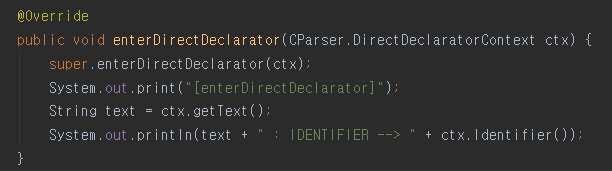 @Override
public void enterDirectDeclarator(CParser.DirectDeclaratorContext ctx) {
    super.enterDirectDeclarator(ctx);
    System.out.print("[enterDirectDeclarator]");
    String text = ctx.getText();
    System.out.println(text + " : IDENTIFIER --> " + ctx.Identifier());
}